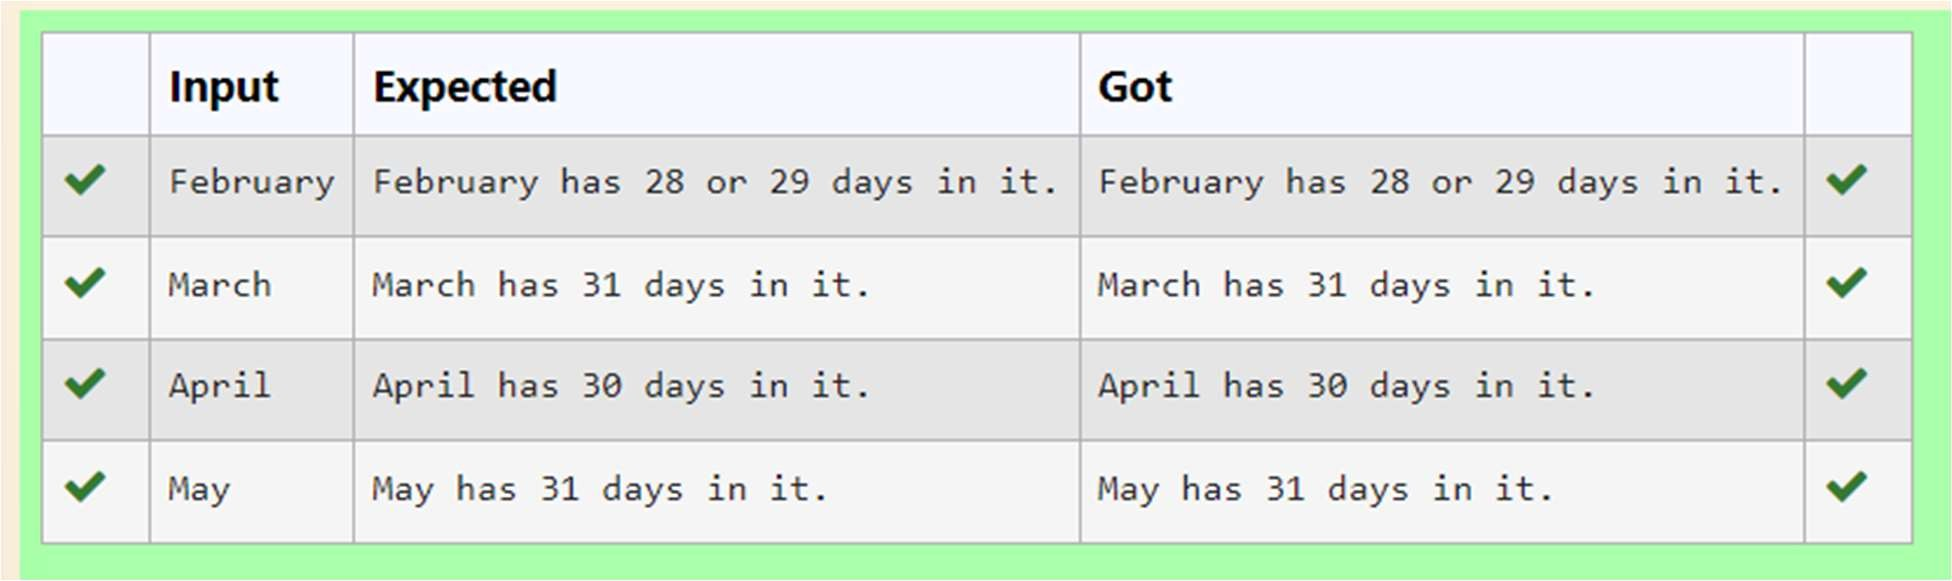 Input Expected Got
February February has 28 or 29 days in it. February has 28 or 29 days in it.
March March has 31 days in it. March has 31 days in it.
April April has 30 days in it. April has 30 days in it.
May May has 31 days in it. May has 31 days in it.